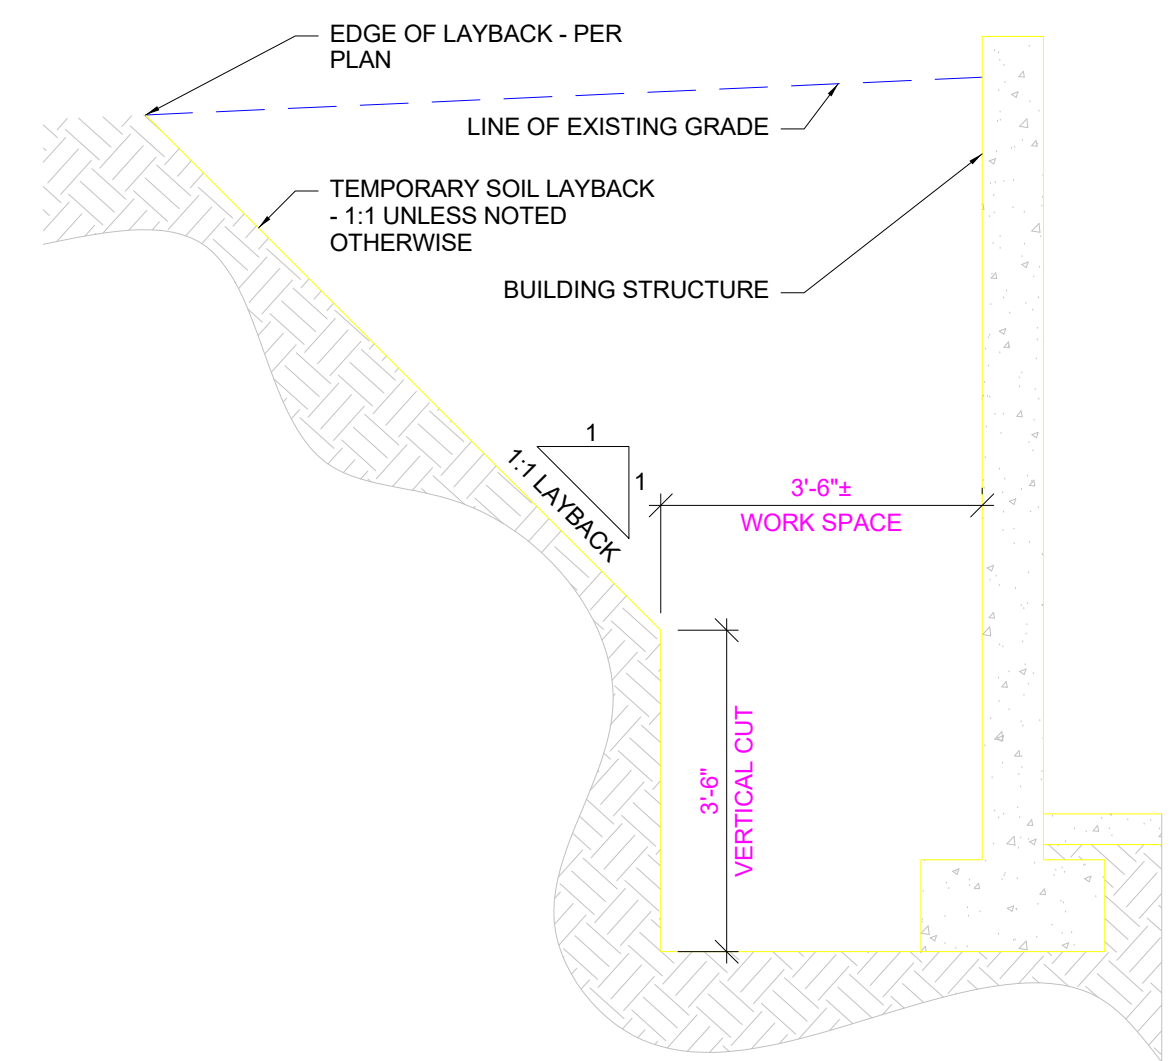 EDGE OF LAYBACK - PER
PLAN
LINE OF EXISTING GRADE
TEMPORARY SOIL LAYBACK
- 1:1 UNLESS NOTED
OTHERWISE
BUILDING STRUCTURE
1
1
1:1 LAYBACK
3'-6"±
WORK SPACE
3'-6"
VERTICAL CUT